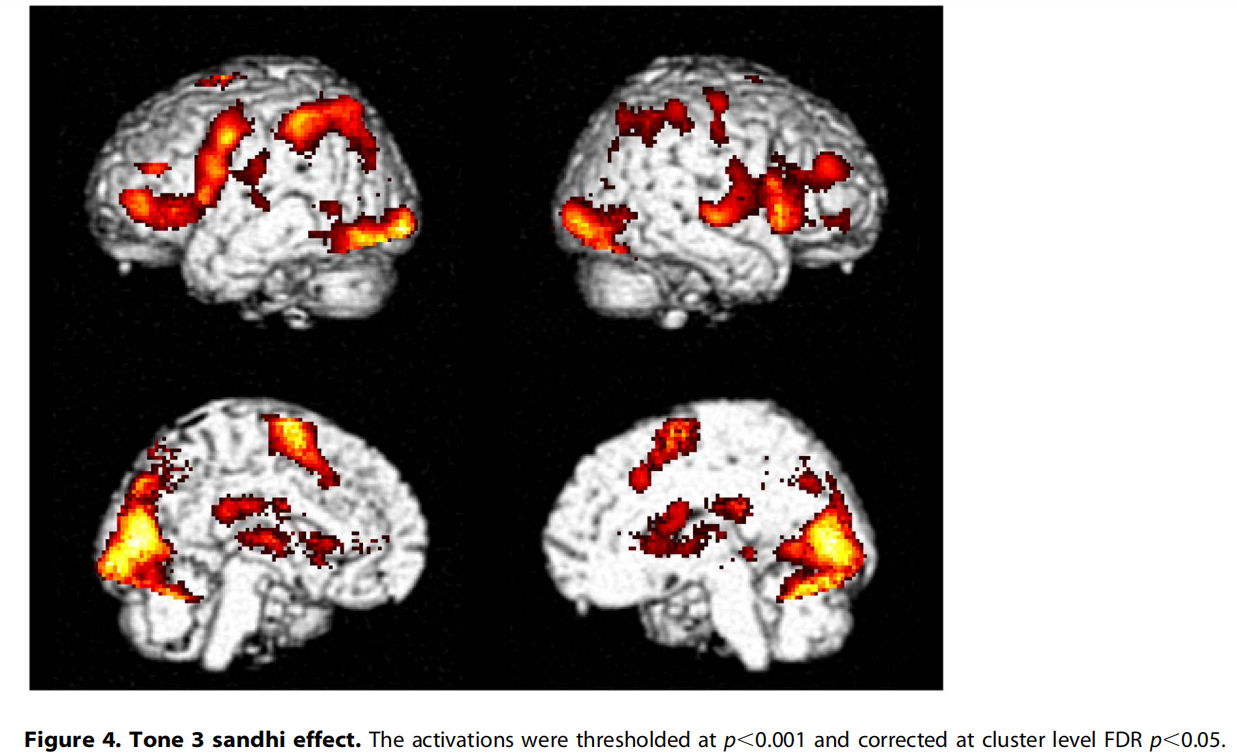 Figure 4. Tone 3 sandhi effect. The activations were thresholded at p<0.001 and corrected at cluster level FDR p<0.05.